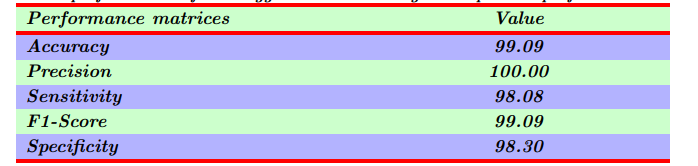 Performance matrices Value
Accuracy 99.09
Precision 100.00
Sensitivity 98.08
F1-Score 99.09
Specificity 98.30